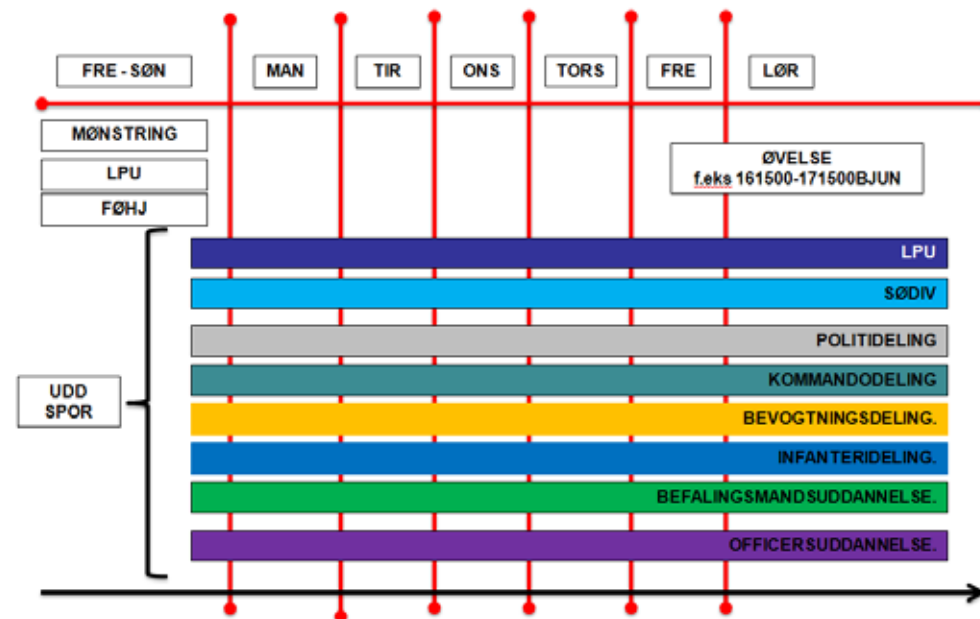 FRE - SØN
MAN
TIR
ONS
TORS
FRE
LØR
MØNSTRING
LPU
FØHJ
ØVELSE
f.eks 161500-171500BJUN
UDD
SPOR
LPU
SØDIV
POLITIDELING
KOMMANDODELING
BEVOGTNINGSDELING.
INFANTERIDELING.
BEFALINGSMANDSUDDANNELSE.
OFFICERSUDDANNELSE.